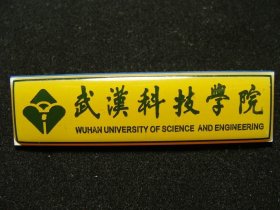 武漢科技學院
WUHAN UNIVERSITY OF SCIENCE AND ENGINEERING